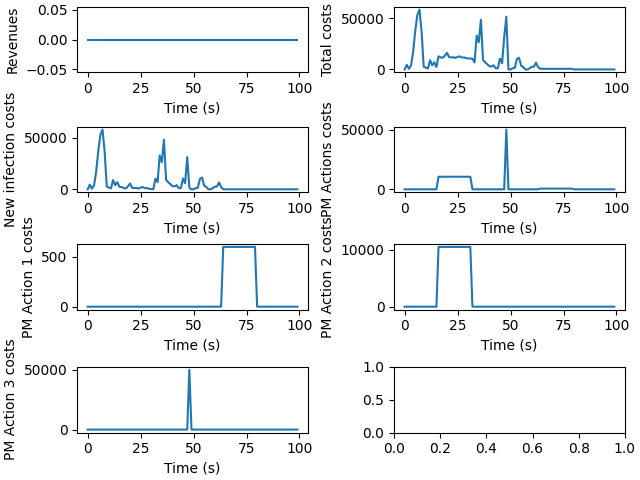 Revenues
0.05
0.00
−0.05
0 25 50 75 100
Time (s)
Total costs
50000
0
0 25 50 75 100
Time (s)
New infection costs
50000
0
0 25 50 75 100
Time (s)
PM Actions costs
50000
0
0 25 50 75 100
Time (s)
PM Action 1 costs
500
0
0 25 50 75 100
Time (s)
PM Action 2 costs
10000
0
0 25 50 75 100
Time (s)
PM Action 3 costs
50000
0
0 25 50 75 100
Time (s)
1.0
0.5
0.0
0.0 0.2 0.4 0.6 0.8 1.0